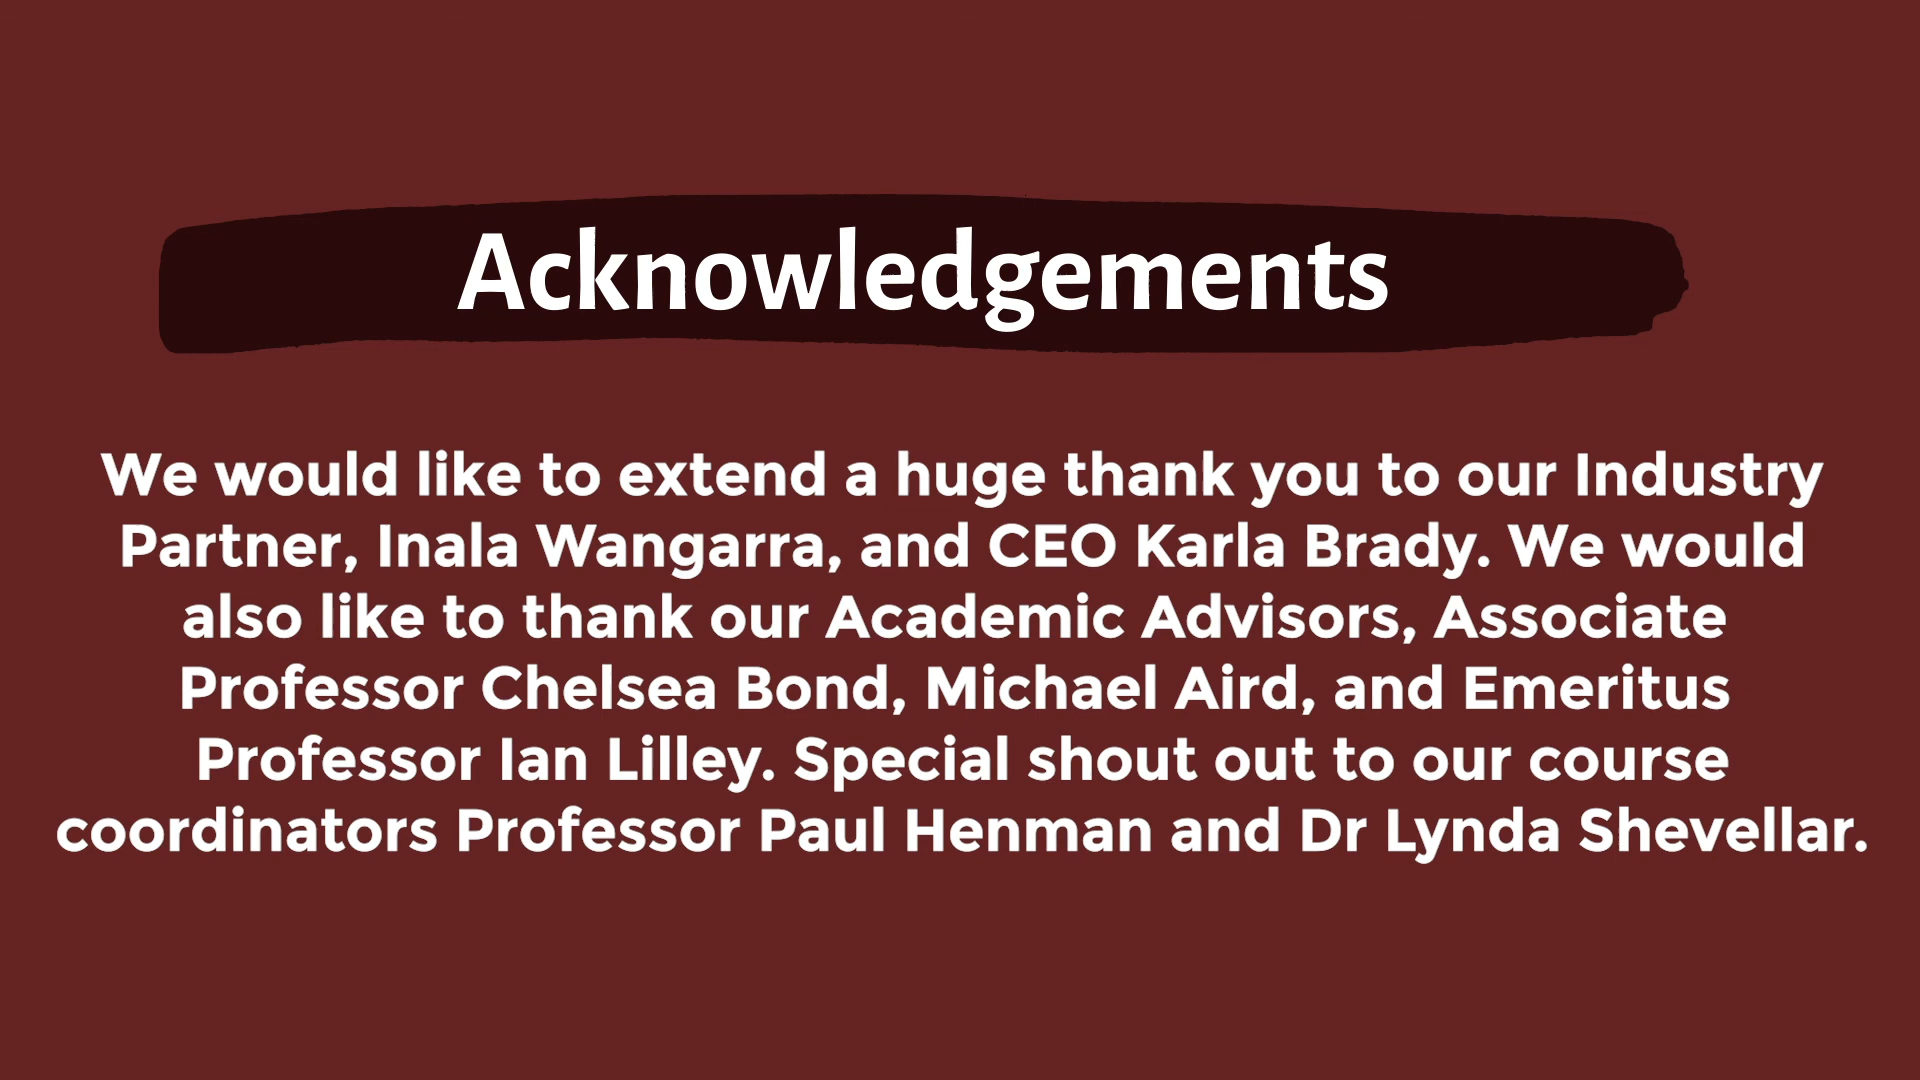 Acknowledgements
We would like to extend a huge thank you to our Industry
Partner, Inala Wangarra, and CEO Karla Brady. We would
also like to thank our Academic Advisors, Associate
Professor Chelsea Bond, Michael Aird, and Emeritus
Professor Ian Lilley. Special shout out to our course
coordinators Professor Paul Henman and Dr Lynda Shevellar.